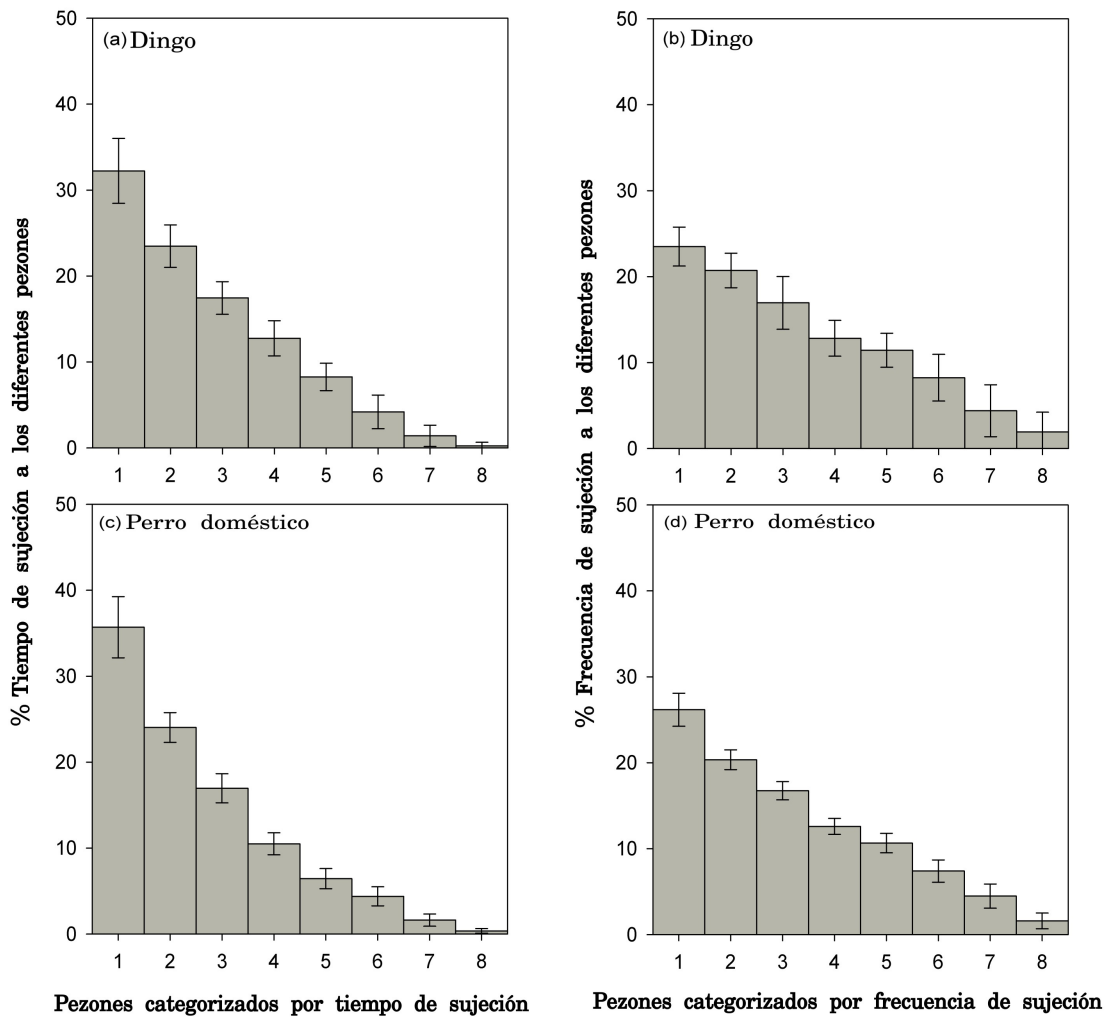 % Tiempo de sujeción a los diferentes pezones
% Frecuencia de sujeción a los diferentes pezones
(a) Dingo
50
40
30
20
10
0
1 2 3 4 5 6 7 8
(b) Dingo
50
40
30
20
10
0
1 2 3 4 5 6 7 8
(c) Perro doméstico
50
40
30
20
10
0
1 2 3 4 5 6 7 8
Pezones categorizados por tiempo de sujeción
(d) Perro doméstico
50
40
30
20
10
0
1 2 3 4 5 6 7 8
Pezones categorizados por frecuencia de sujeción